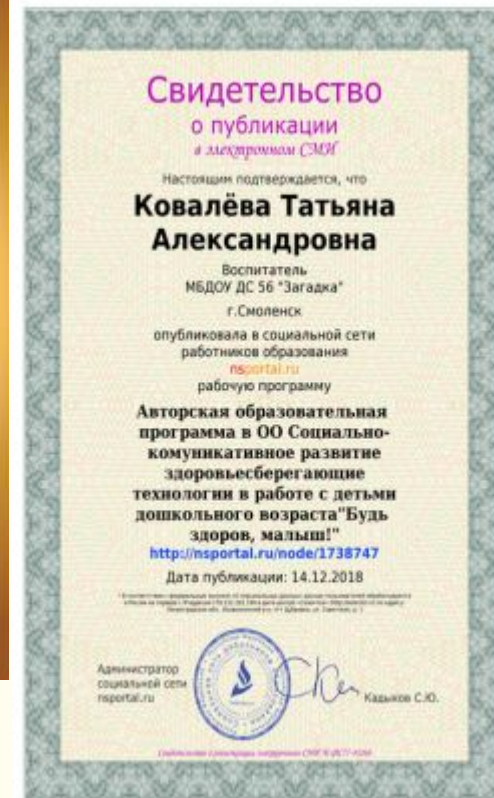 Свидетельство
о публикации
в электронном СМИ
Настоящим подтверждается, что
Ковалёва Татьяна
Александровна
Воспитатель
МБДОУ ДС 56 "Загадка"
г.Смоленск
опубликовала в социальной сети
работников образования
nsportal.ru
рабочую программу
Авторская образовательная
программа в ОО Социально-
комуникативное развитие
здоровьесберегающие
технологии в работе с детьми
дошкольного возраста"Будь
здоров, малыш!"
http://nsportal.ru/node/1738747
Дата публикации: 14.12.2018
Администратор
социальной сети
nsportal.ru
Кадыков С.Ю.